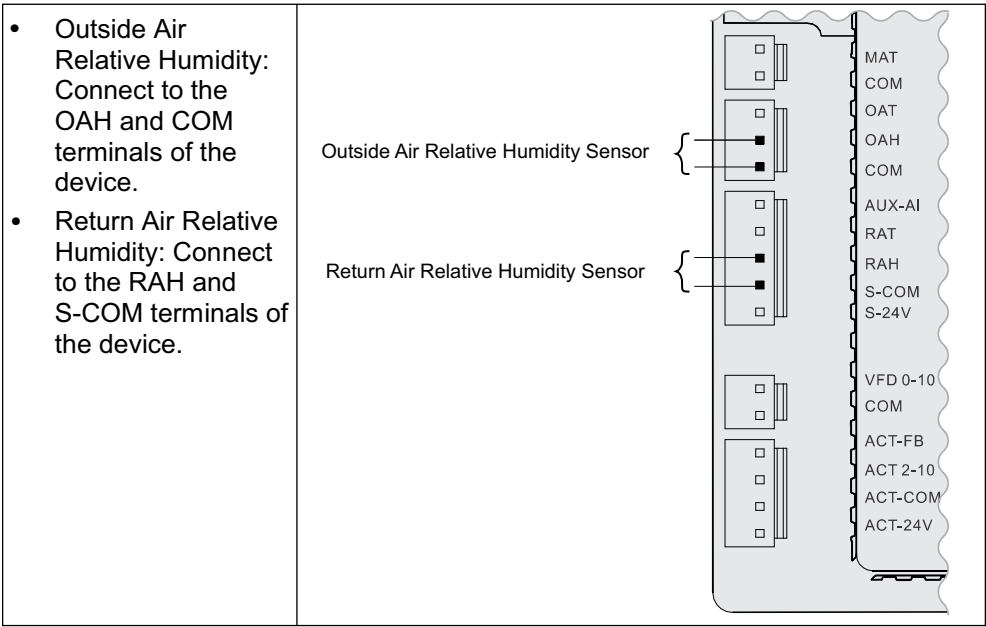 • Outside Air
Relative Humidity:
Connect to the
OAH and COM
terminals of the
device.
• Return Air Relative
Humidity: Connect
to the RAH and
S-COM terminals of
the device.
Outside Air Relative Humidity Sensor
Return Air Relative Humidity Sensor
MAT
COM
OAT
OAH
COM
AUX-AI
RAT
RAH
S-COM
S-24V
VFD 0-10
COM
ACT-FB
ACT 2-10
ACT-COM
ACT-24V